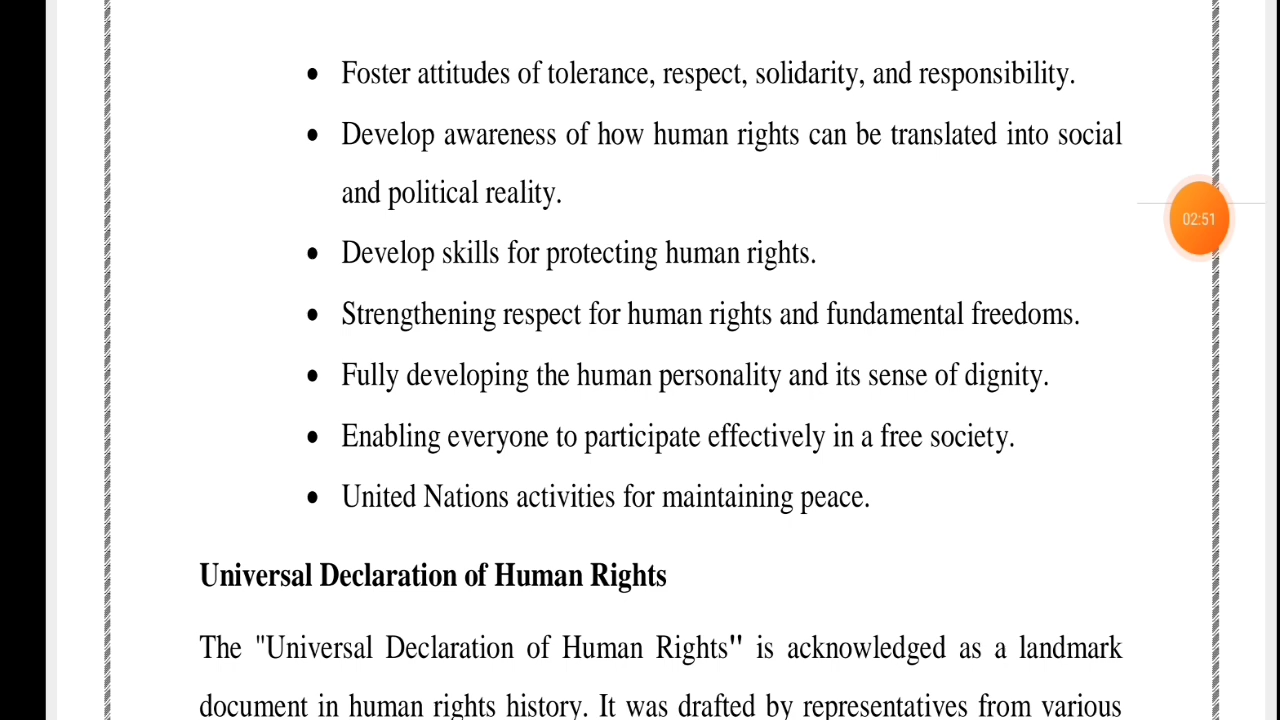 • Foster attitudes of tolerance, respect, solidarity, and responsibility.
• Develop awareness of how human rights can be translated into social
and political reality.
• Develop skills for protecting human rights.
• Strengthening respect for human rights and fundamental freedoms.
• Fully developing the human personality and its sense of dignity.
• Enabling everyone to participate effectively in a free society.
• United Nations activities for maintaining peace.
Universal Declaration of Human Rights
The "Universal Declaration of Human Rights" is acknowledged as a landmark
document in human rights history. It was drafted by representatives from various
02:51